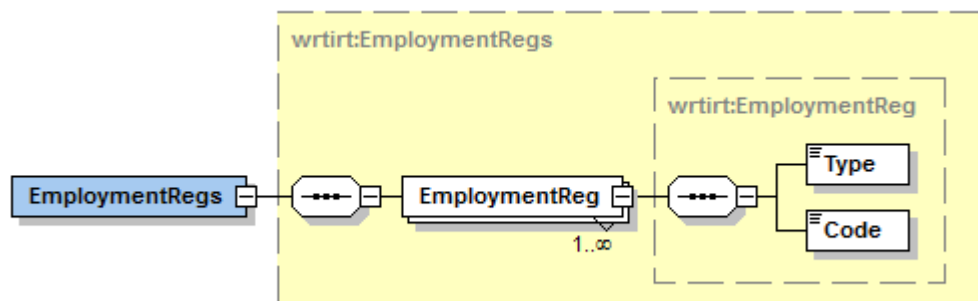 wrtirt:EmploymentRegs
wrtirt:EmploymentReg
EmploymentRegs
EmploymentReg
1..∞
Type
Code